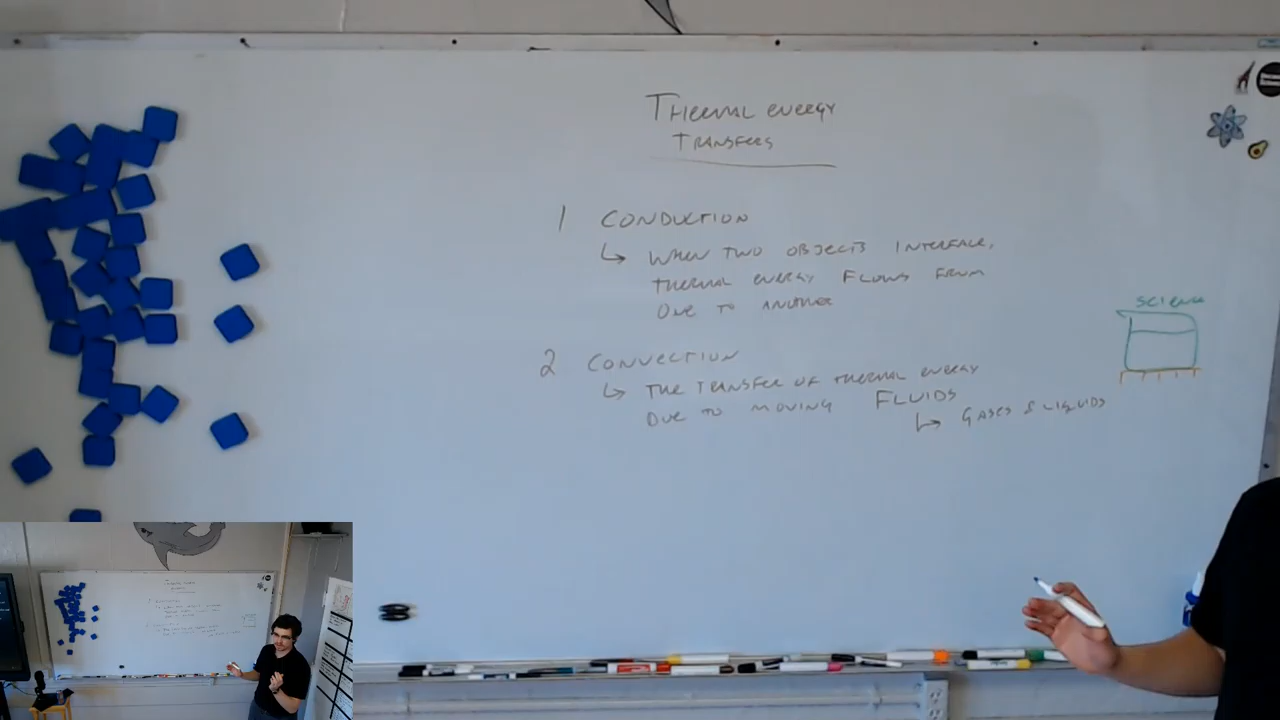 THERMAL ENERGY
TRANSFERS
1 CONDUCTION
↳ WHEN TWO OBJECTS INTERFACE,
THERMAL ENERGY FLOWS FROM
ONE TO ANOTHER
2 CONVECTION
↳ THE TRANSFER OF THERMAL ENERGY
DUE TO MOVING FLUIDS
↳ GASES & LIQUIDS
science